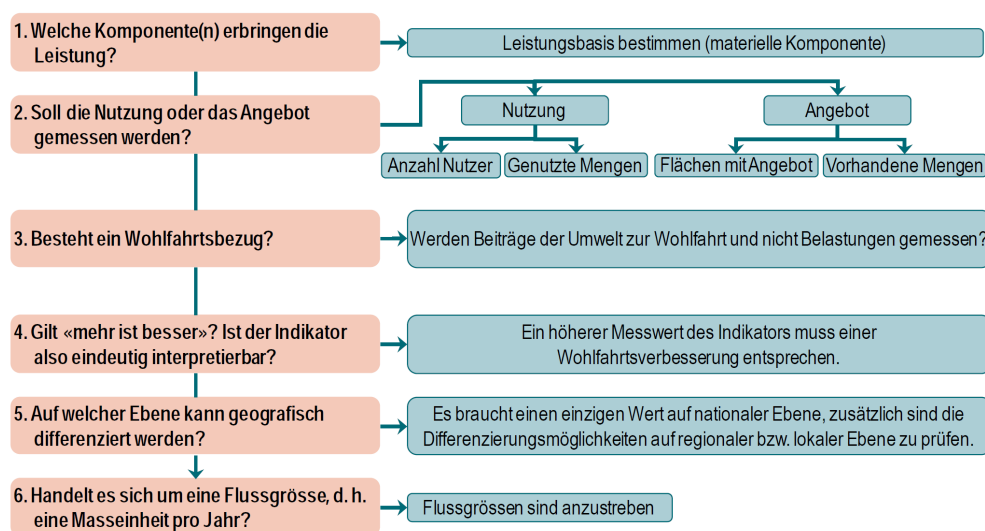 1. Welche Komponente(n) erbringen die
Leistung?
Leistungsbasis bestimmen (materielle Komponente)
2. Soll die Nutzung oder das Angebot
gemessen werden?
Nutzung
Angebot
Anzahl Nutzer
Genutzte Mengen
Flächen mit Angebot
Vorhandene Mengen
3. Besteht ein Wohlfahrtsbezug?
Werden Beiträge der Umwelt zur Wohlfahrt und nicht Belastungen gemessen?
4. Gilt «mehr ist besser»? Ist der Indikator
also eindeutig interpretierbar?
Ein höherer Messwert des Indikators muss einer
Wohlfahrtsverbesserung entsprechen.
5. Auf welcher Ebene kann geografisch
differenziert werden?
Es braucht einen einzigen Wert auf nationaler Ebene, zusätzlich sind die
Differenzierungsmöglichkeiten auf regionaler bzw. lokaler Ebene zu prüfen.
6. Handelt es sich um eine Flussgrösse, d. h.
eine Masseinheit pro Jahr?
Flussgrössen sind anzustreben